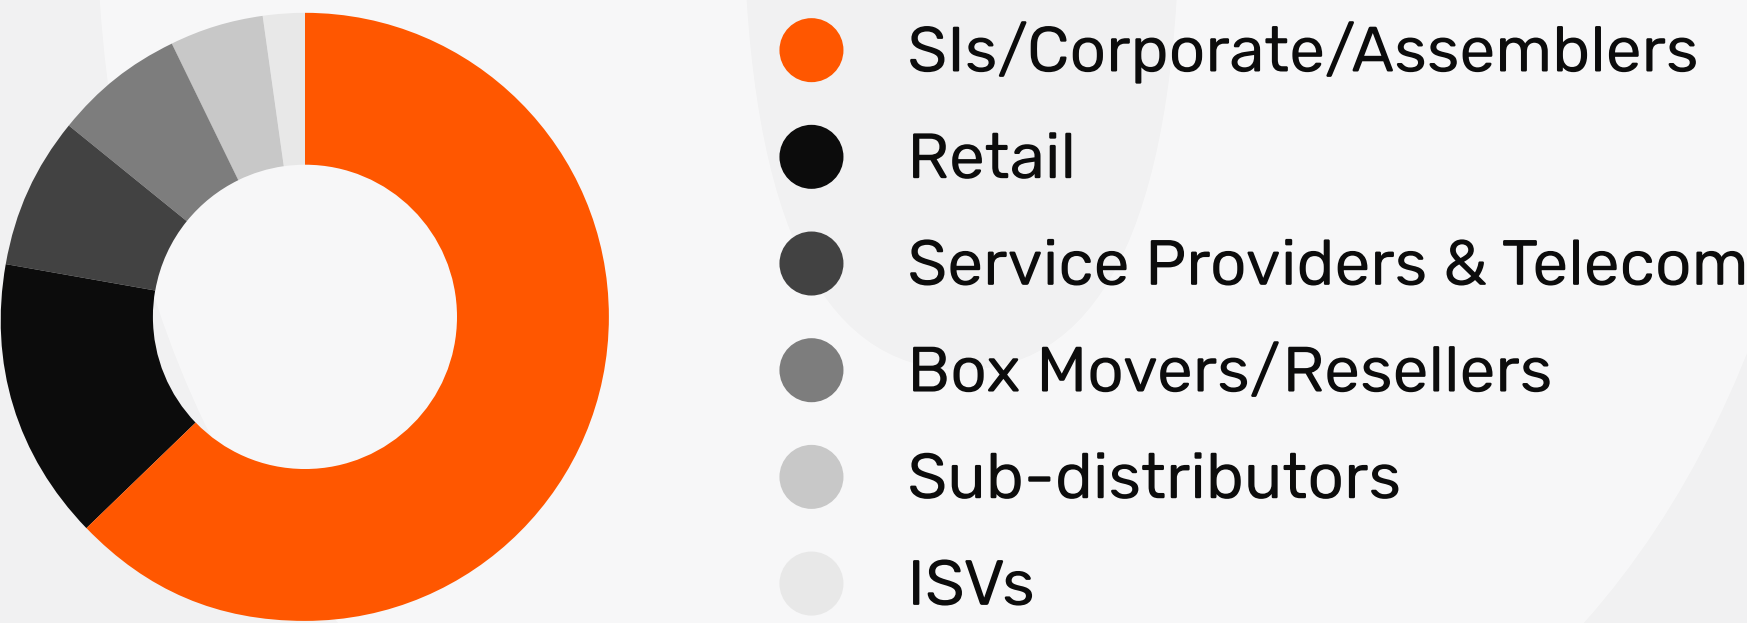 SIs/Corporate/Assemblers
Retail
Service Providers & Telecom
Box Movers/Resellers
Sub-distributors
ISVs